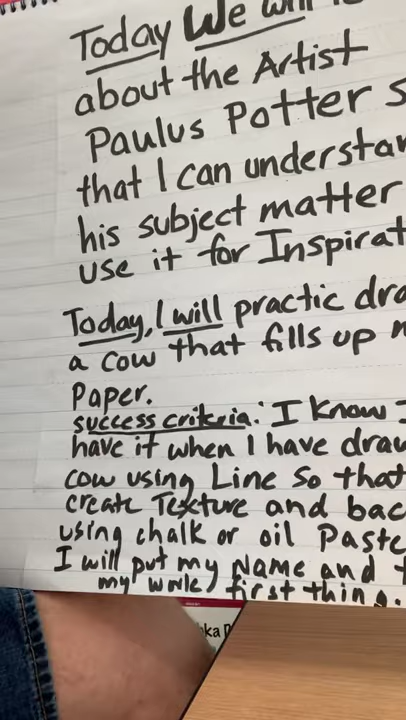 Today We will
about the Artist
Paulus Potter s
that I can understan
his subject matter
use it for Inspirat
Today, I will practic dra
a cow that fills up m
Paper.
success criteria: I know I
have it when I have draw
cow using Line so that
create Texture and bac
using chalk or oil Paste
I will put my Name and t
my work, first thing.
ka